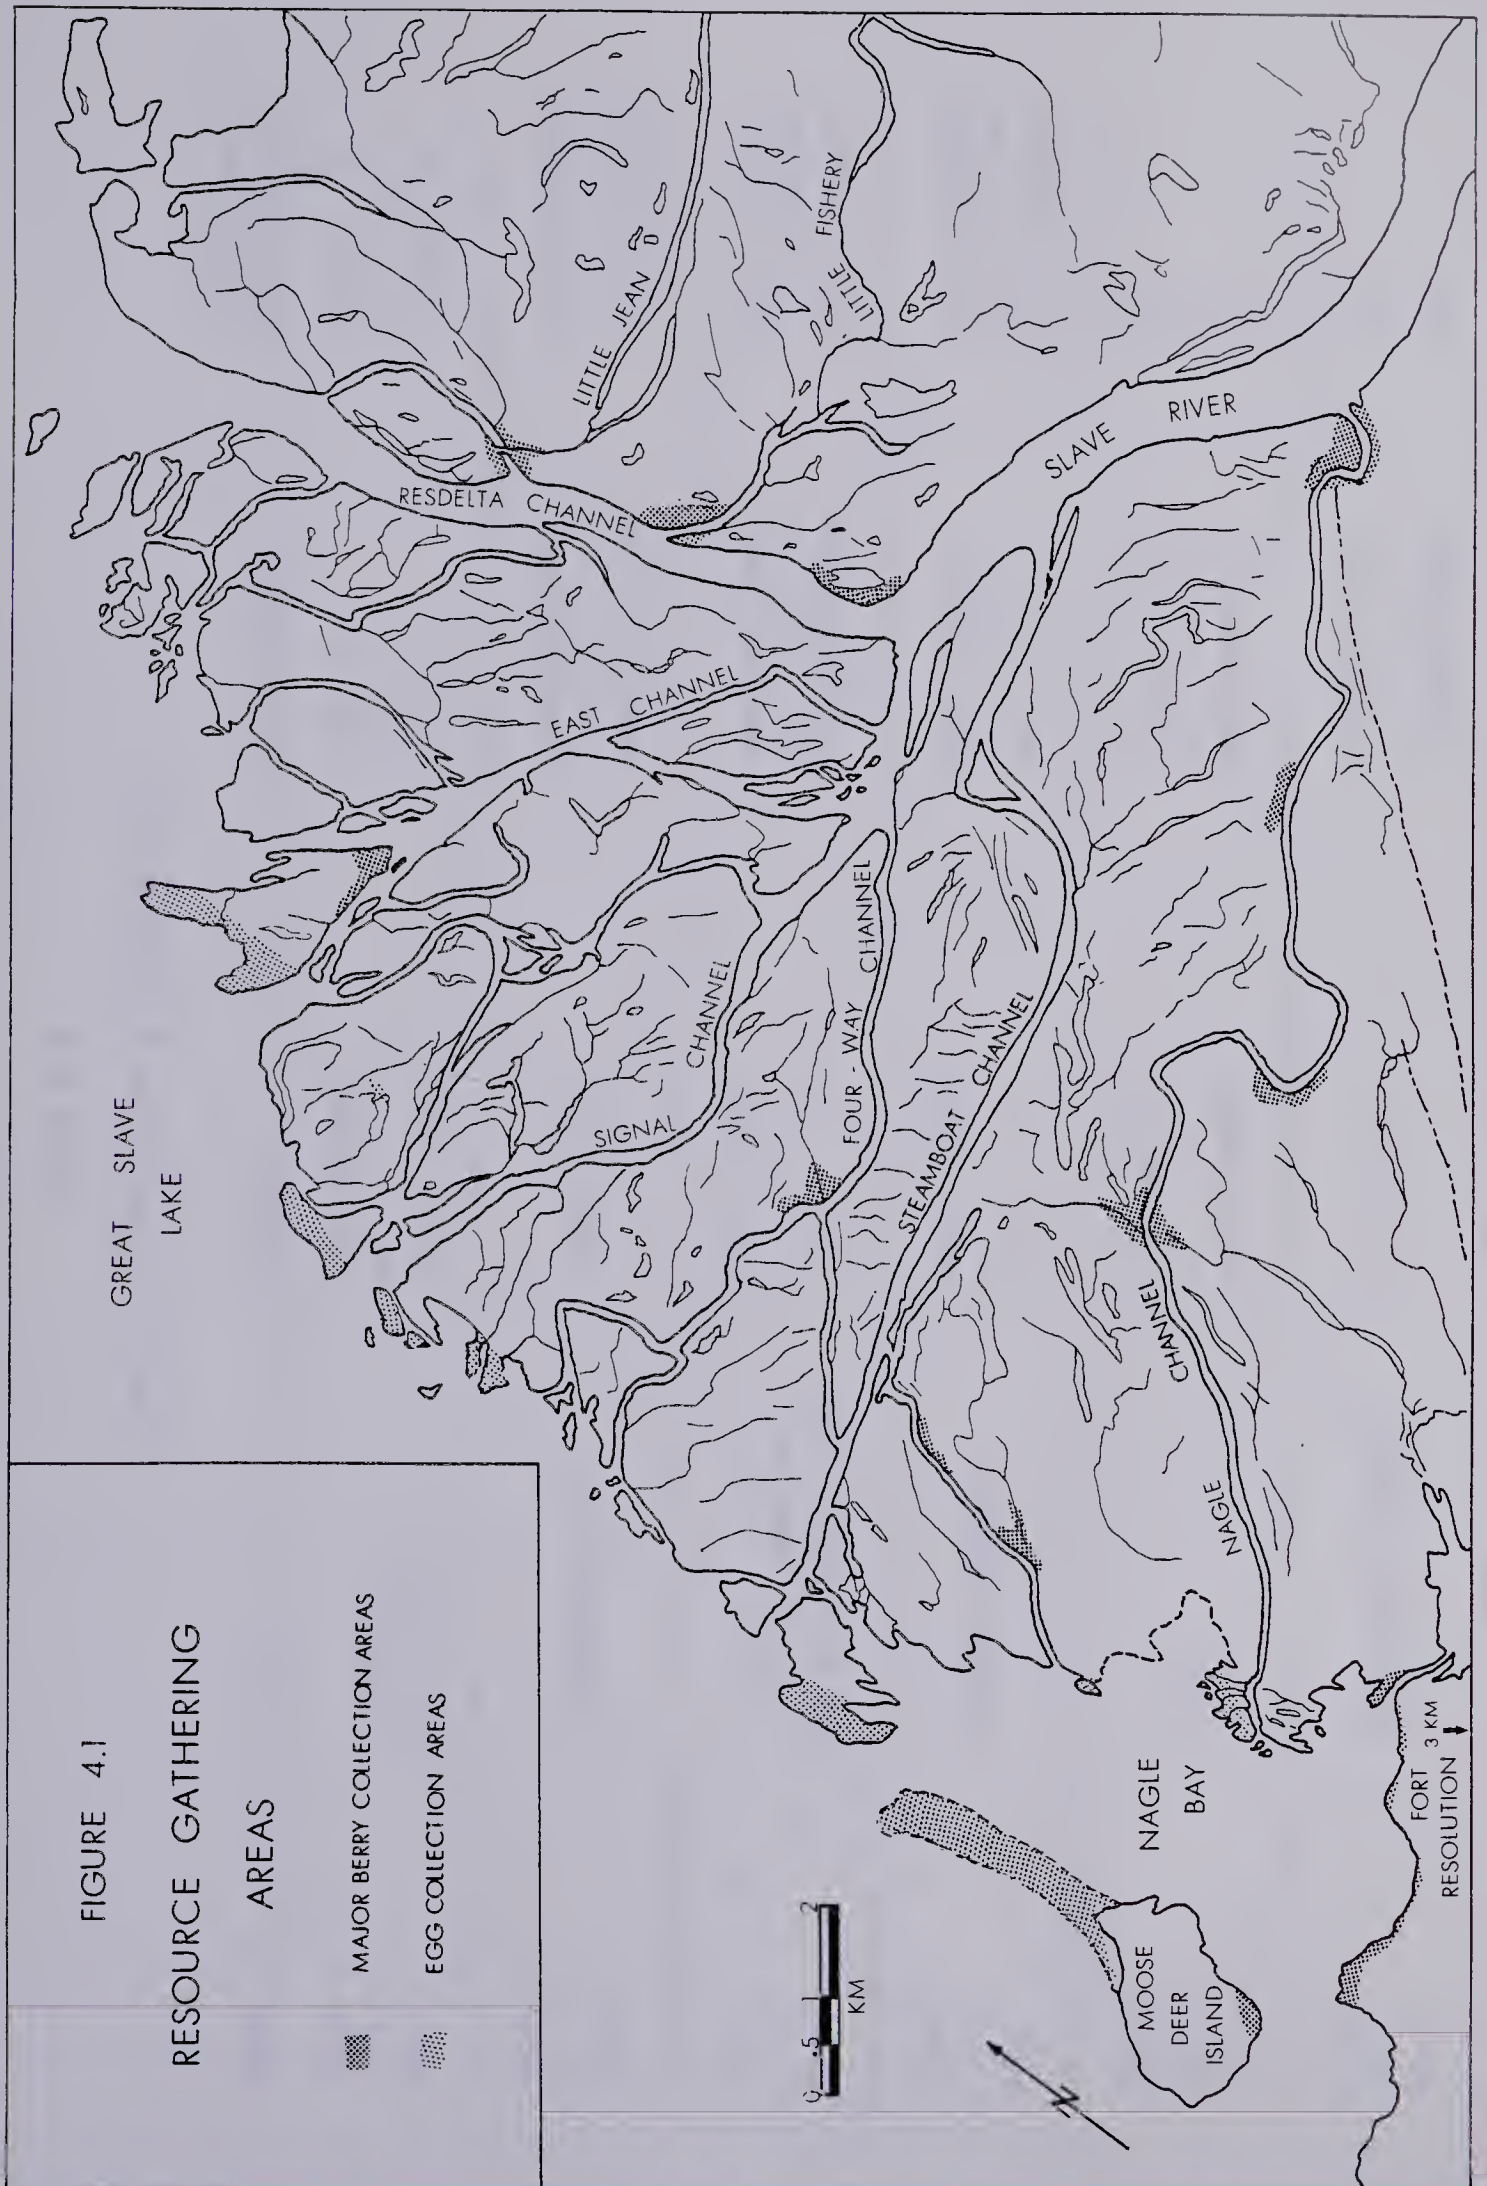 FIGURE 4.1
RESOURCE GATHERING
AREAS
MAJOR BERRY COLLECTION AREAS
EGG COLLECTION AREAS
GREAT SLAVE
LAKE
RESDELTA CHANNEL
LITTLE JEAN
LITTLE FISHERY
SLAVE RIVER
EAST CHANNEL
SIGNAL CHANNEL
FOUR - WAY CHANNEL
STEAMBOAT CHANNEL
NAGLE CHANNEL
NAGLE
BAY
MOOSE
DEER
ISLAND
FORT 3 KM
RESOLUTION
0 .5 1 2
KM
N